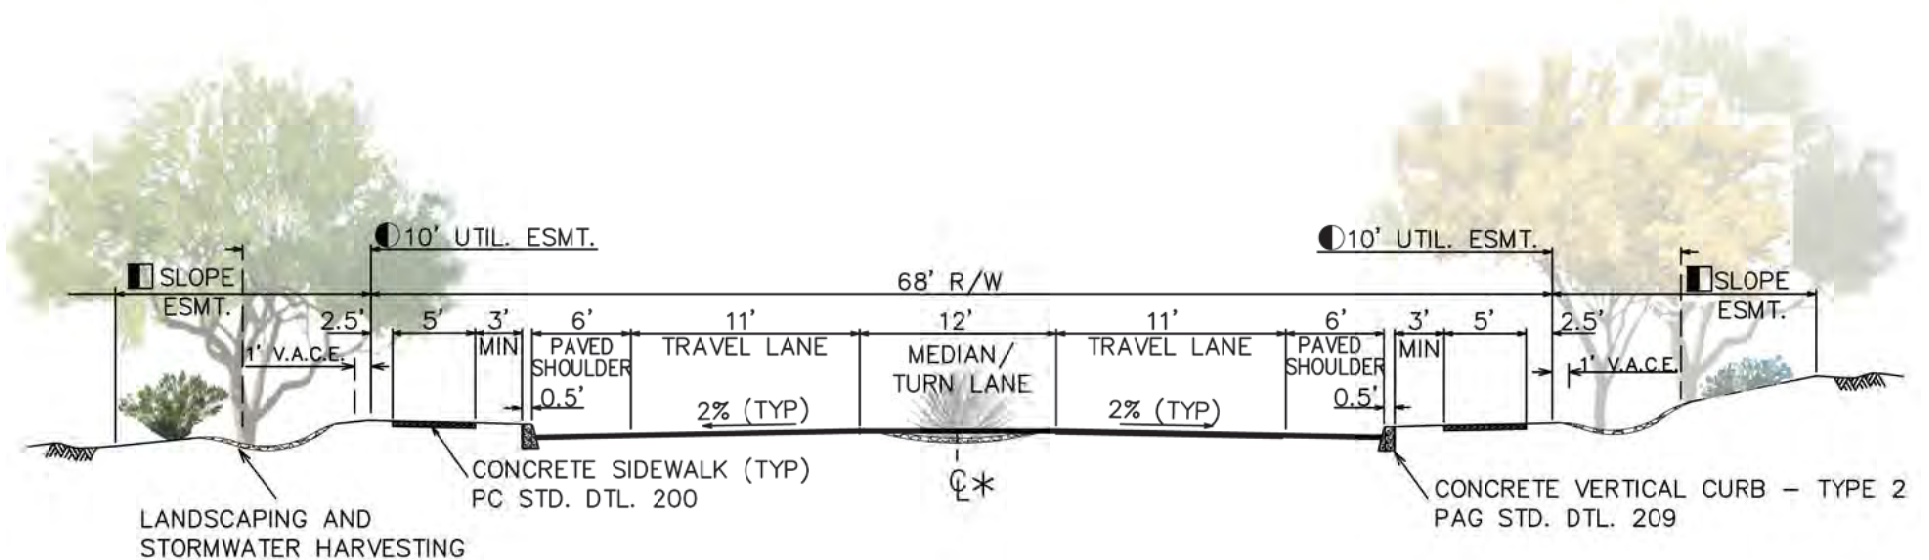 10' UTIL. ESMT.
10' UTIL. ESMT.
SLOPE
ESMT.
68' R/W
SLOPE
ESMT.
2.5' 5' 3' 6' 11' 12' 11' 6' 3' 5' 2.5'
1' V.A.C.E.
MIN
PAVED
SHOULDER
TRAVEL LANE
MEDIAN/
TURN LANE
TRAVEL LANE
PAVED
SHOULDER
MIN
1' V.A.C.E.
0.5'
2% (TYP)
2% (TYP)
0.5'
CONCRETE SIDEWALK (TYP)
PC STD. DTL. 200
℄*
CONCRETE VERTICAL CURB – TYPE 2
PAG STD. DTL. 209
LANDSCAPING AND
STORMWATER HARVESTING